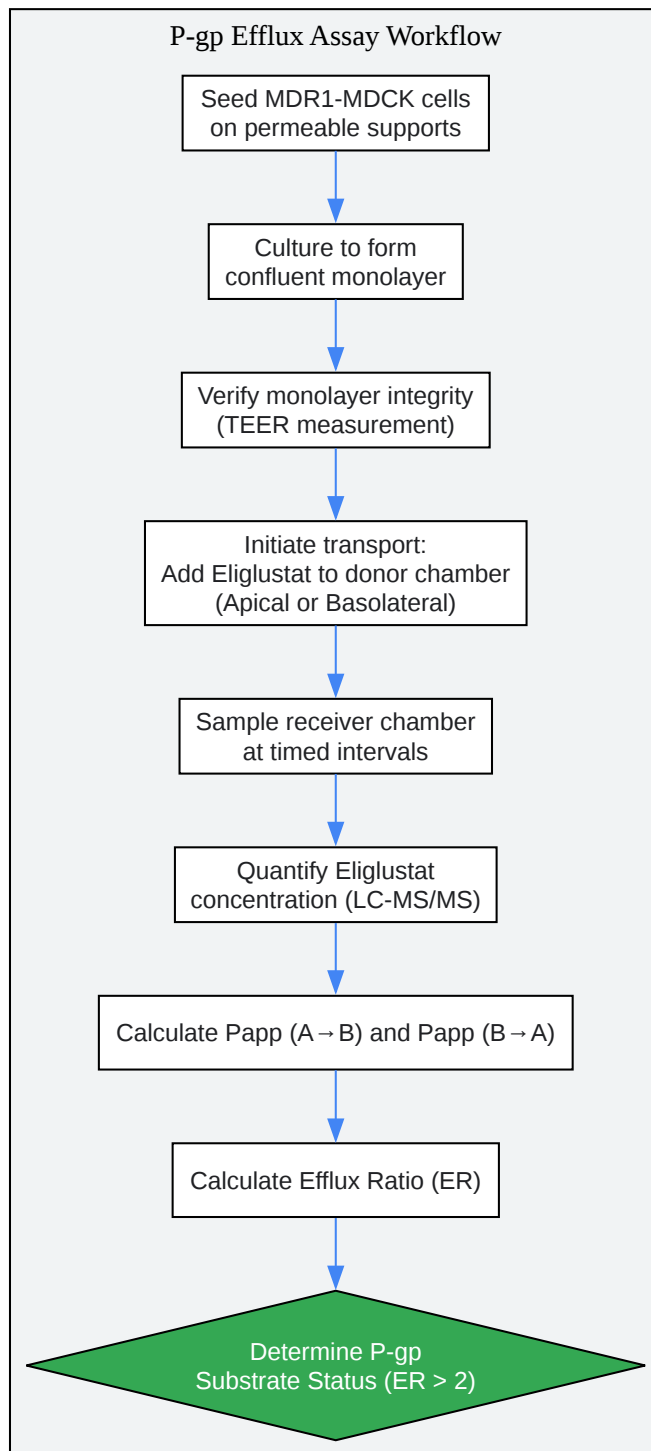 P-gp Efflux Assay Workflow
Seed MDR1-MDCK cells
on permeable supports
Culture to form
confluent monolayer
Verify monolayer integrity
(TEER measurement)
Initiate transport:
Add Eliglustat to donor chamber
(Apical or Basolateral)
Sample receiver chamber
at timed intervals
Quantify Eliglustat
concentration (LC-MS/MS)
Calculate Papp (A→B) and Papp (B→A)
Calculate Efflux Ratio (ER)
Determine P-gp
Substrate Status (ER > 2)